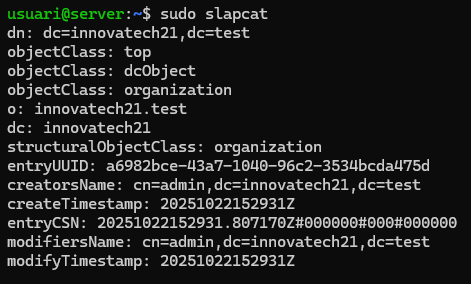 usuari@server:~$ sudo slapcat
dn: dc=innovatech21,dc=test
objectClass: top
objectClass: dcObject
objectClass: organization
o: innovatech21.test
dc: innovatech21
structuralObjectClass: organization
entryUUID: a6982bce-43a7-1040-96c2-3534bcda475d
creatorsName: cn=admin,dc=innovatech21,dc=test
createTimestamp: 20251022152931Z
entryCSN: 20251022152931.807170Z#000000#000#000000
modifiersName: cn=admin,dc=innovatech21,dc=test
modifyTimestamp: 20251022152931Z